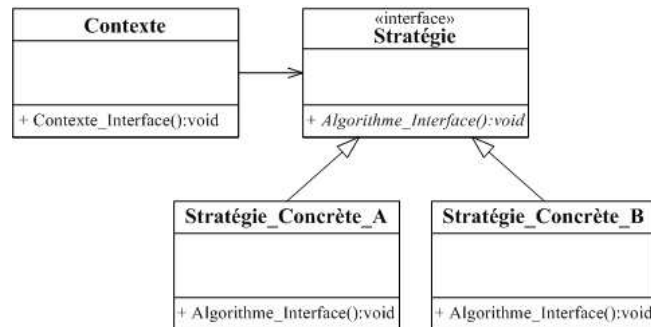 Contexte
+ Contexte_Interface():void
«interface»
Stratégie
+ Algorithme_Interface():void
Stratégie_Concrète_A
+ Algorithme_Interface():void
Stratégie_Concrète_B
+ Algorithme_Interface():void